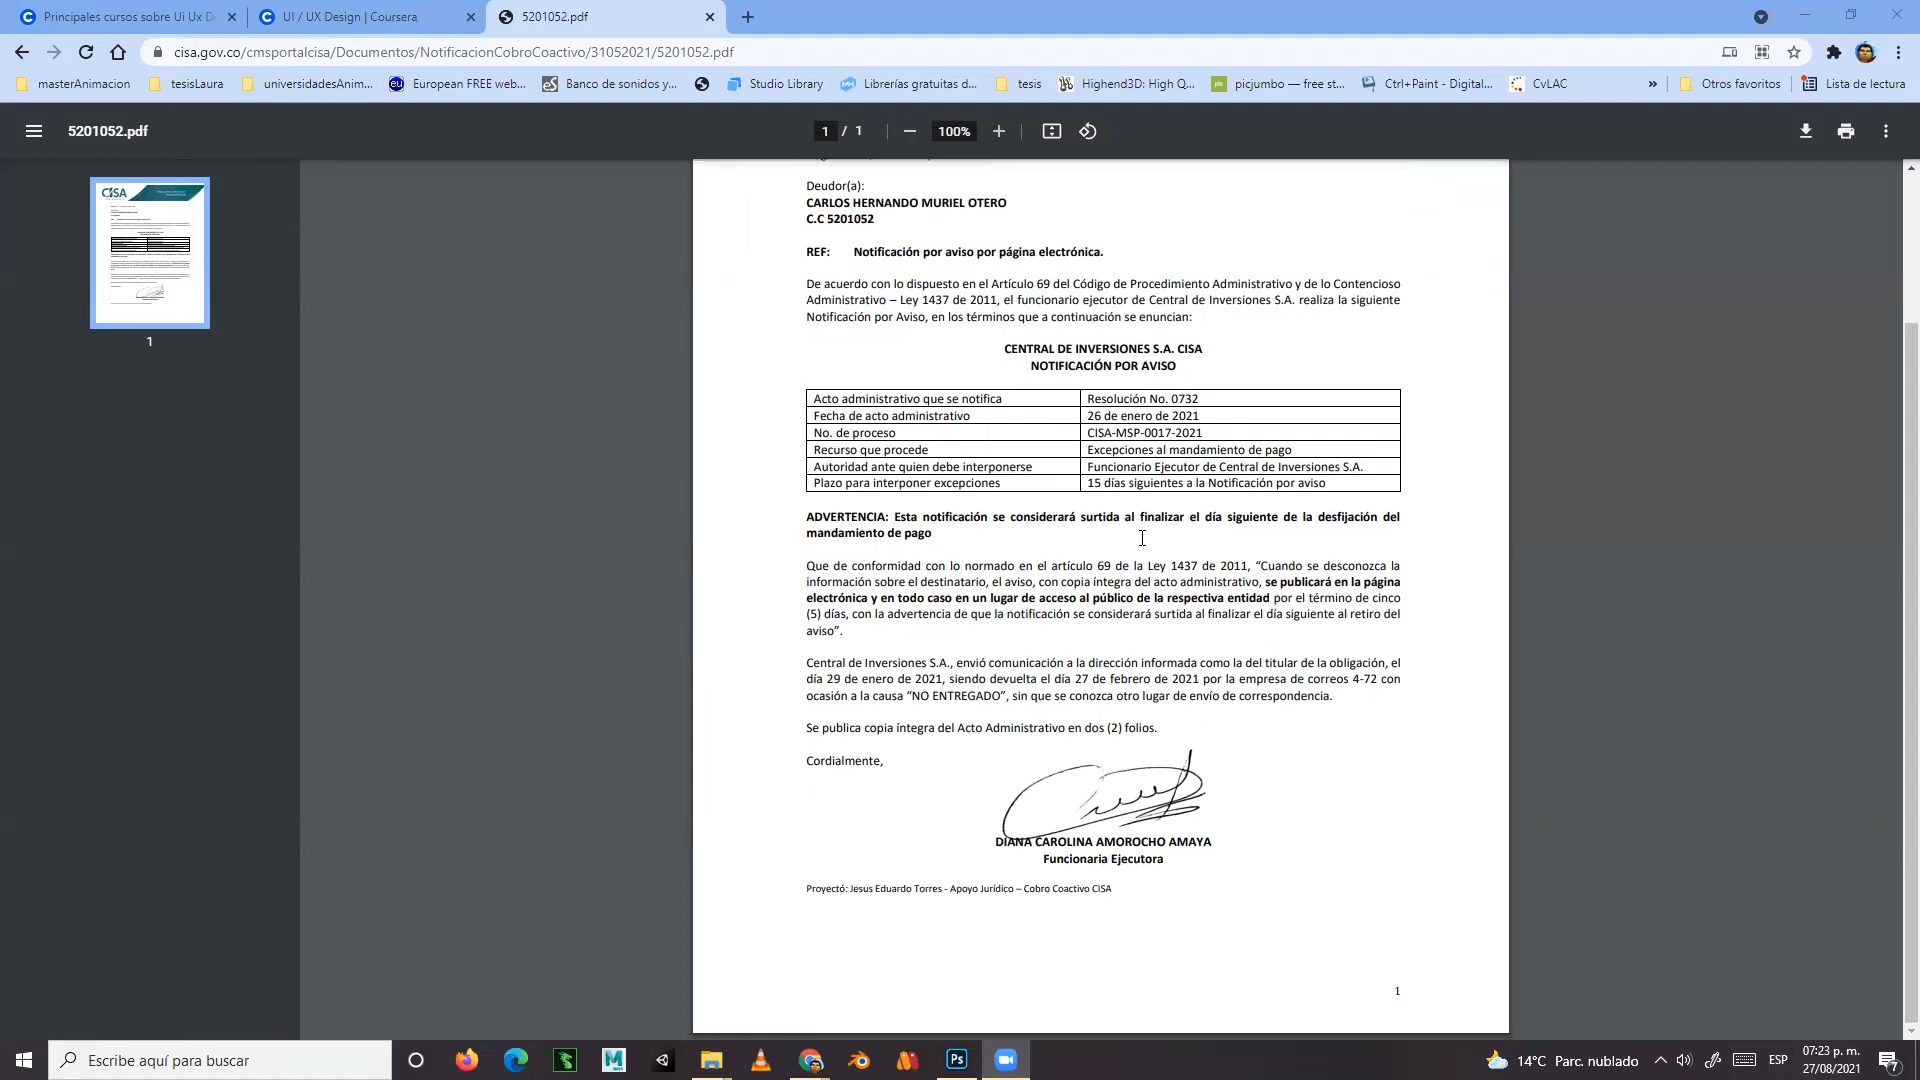 Principales cursos sobre Ui Ux D
UI / UX Design | Coursera
5201052.pdf
cisa.gov.co/cmsportalcisa/Documentos/NotificacionCobroCoactivo/31052021/5201052.pdf
masterAnimacion
tesisLaura
universidadesAnim...
European FREE web...
Banco de sonidos y...
Studio Library
Librerías gratuitas d...
tesis
Highend3D: High Q...
picjumbo — free st...
Ctrl+Paint - Digital...
CvLAC
»
Otros favoritos
Lista de lectura
5201052.pdf
1 / 1
100%
1
Deudor(a):
CARLOS HERNANDO MURIEL OTERO
C.C 5201052
REF: Notificación por aviso por página electrónica.
De acuerdo con lo dispuesto en el Artículo 69 del Código de Procedimiento Administrativo y de lo Contencioso
Administrativo – Ley 1437 de 2011, el funcionario ejecutor de Central de Inversiones S.A. realiza la siguiente
Notificación por Aviso, en los términos que a continuación se enuncian:
CENTRAL DE INVERSIONES S.A. CISA
NOTIFICACIÓN POR AVISO
Acto administrativo que se notifica Resolución No. 0732
Fecha de acto administrativo 26 de enero de 2021
No. de proceso CISA-MSP-0017-2021
Recurso que procede Excepciones al mandamiento de pago
Autoridad ante quien debe interponerse Funcionario Ejecutor de Central de Inversiones S.A.
Plazo para interponer excepciones 15 días siguientes a la Notificación por aviso
ADVERTENCIA: Esta notificación se considerará surtida al finalizar el día siguiente de la desfijación del
mandamiento de pago
Que de conformidad con lo normado en el artículo 69 de la Ley 1437 de 2011, “Cuando se desconozca la
información sobre el destinatario, el aviso, con copia íntegra del acto administrativo, se publicará en la página
electrónica y en todo caso en un lugar de acceso al público de la respectiva entidad por el término de cinco
(5) días, con la advertencia de que la notificación se considerará surtida al finalizar el día siguiente al retiro del
aviso”.
Central de Inversiones S.A., envió comunicación a la dirección informada como la del titular de la obligación, el
día 29 de enero de 2021, siendo devuelta el día 27 de febrero de 2021 por la empresa de correos 4-72 con
ocasión a la causa “NO ENTREGADO”, sin que se conozca otro lugar de envío de correspondencia.
Se publica copia íntegra del Acto Administrativo en dos (2) folios.
Cordialmente,
DIANA CAROLINA AMOROCHO AMAYA
Funcionaria Ejecutora
Proyectó: Jesus Eduardo Torres - Apoyo Jurídico – Cobro Coactivo CISA
1
Escribe aquí para buscar
14°C Parc. nublado
ESP
07:23 p. m.
27/08/2021
7